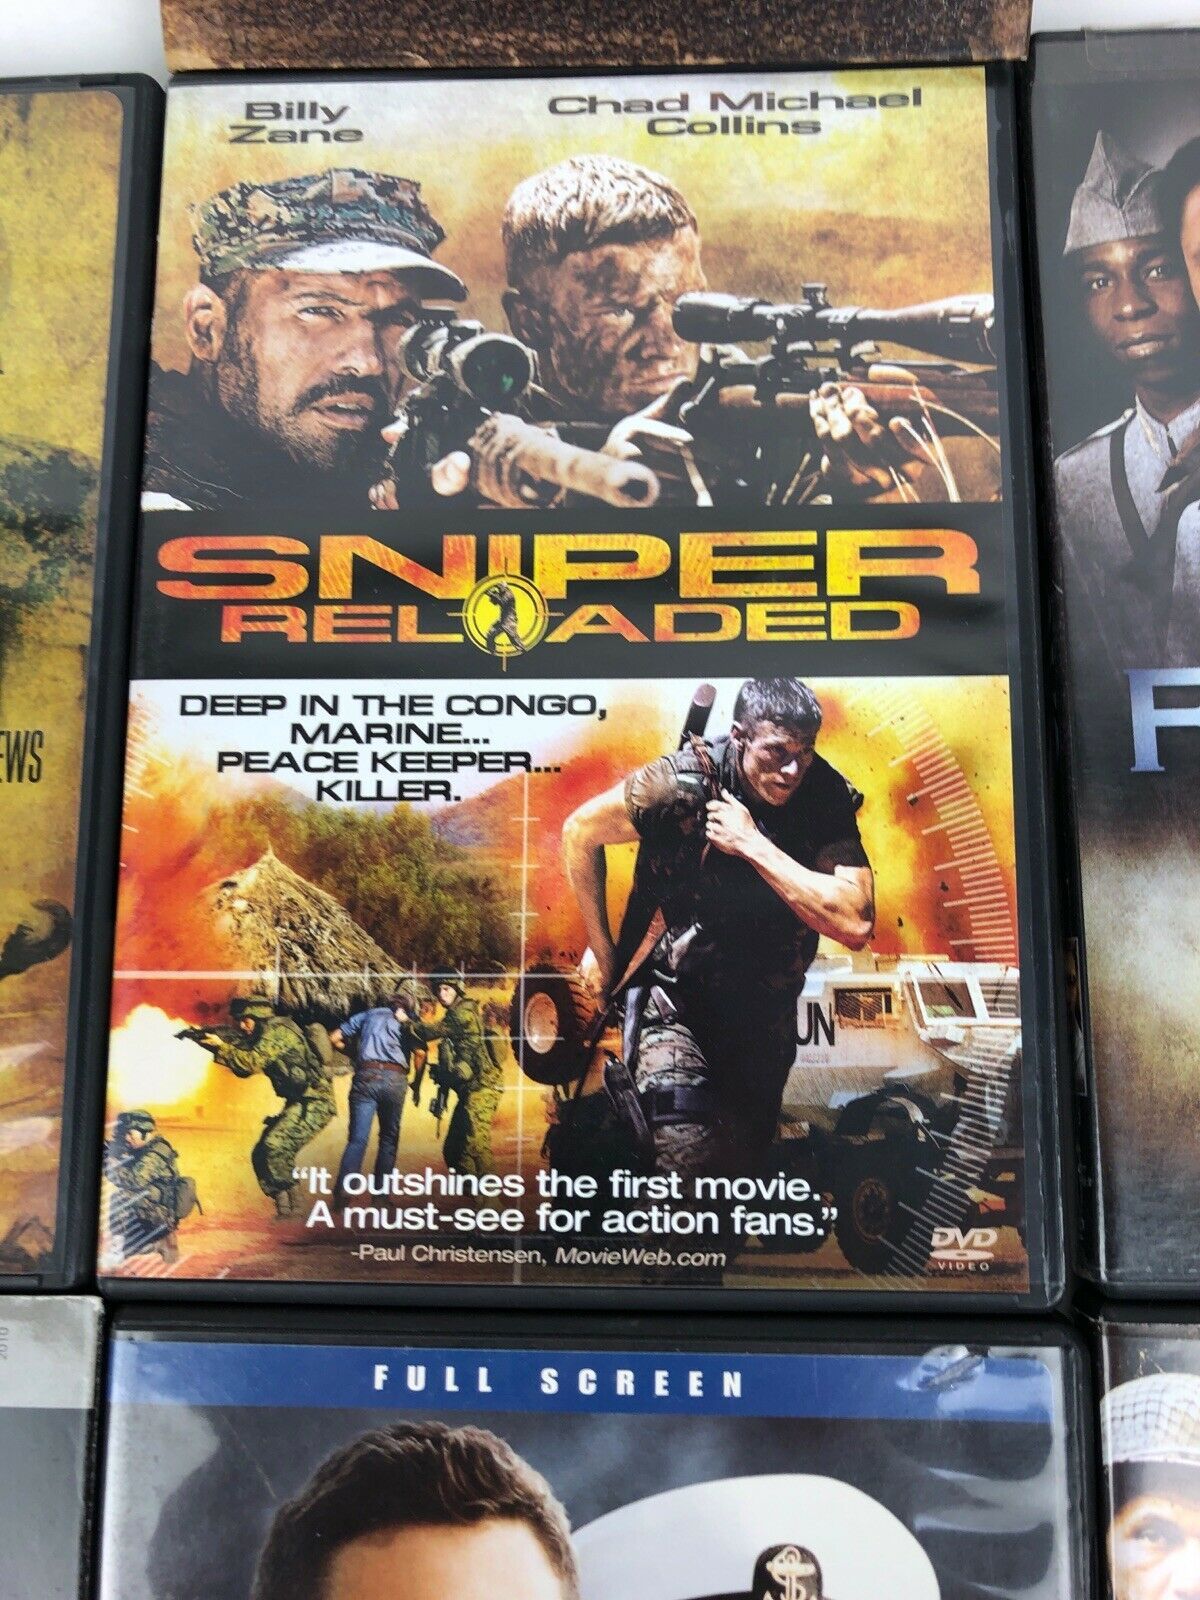 Billy
Zane
Chad Michael
Collins
SNIPER
RELOADED
DEEP IN THE CONGO,
MARINE...
PEACE KEEPER...
KILLER.
UN
"It outshines the first movie.
A must-see for action fans."
-Paul Christensen, MovieWeb.com
DVD
VIDEO
EWS
F
2010
FULL SCREEN